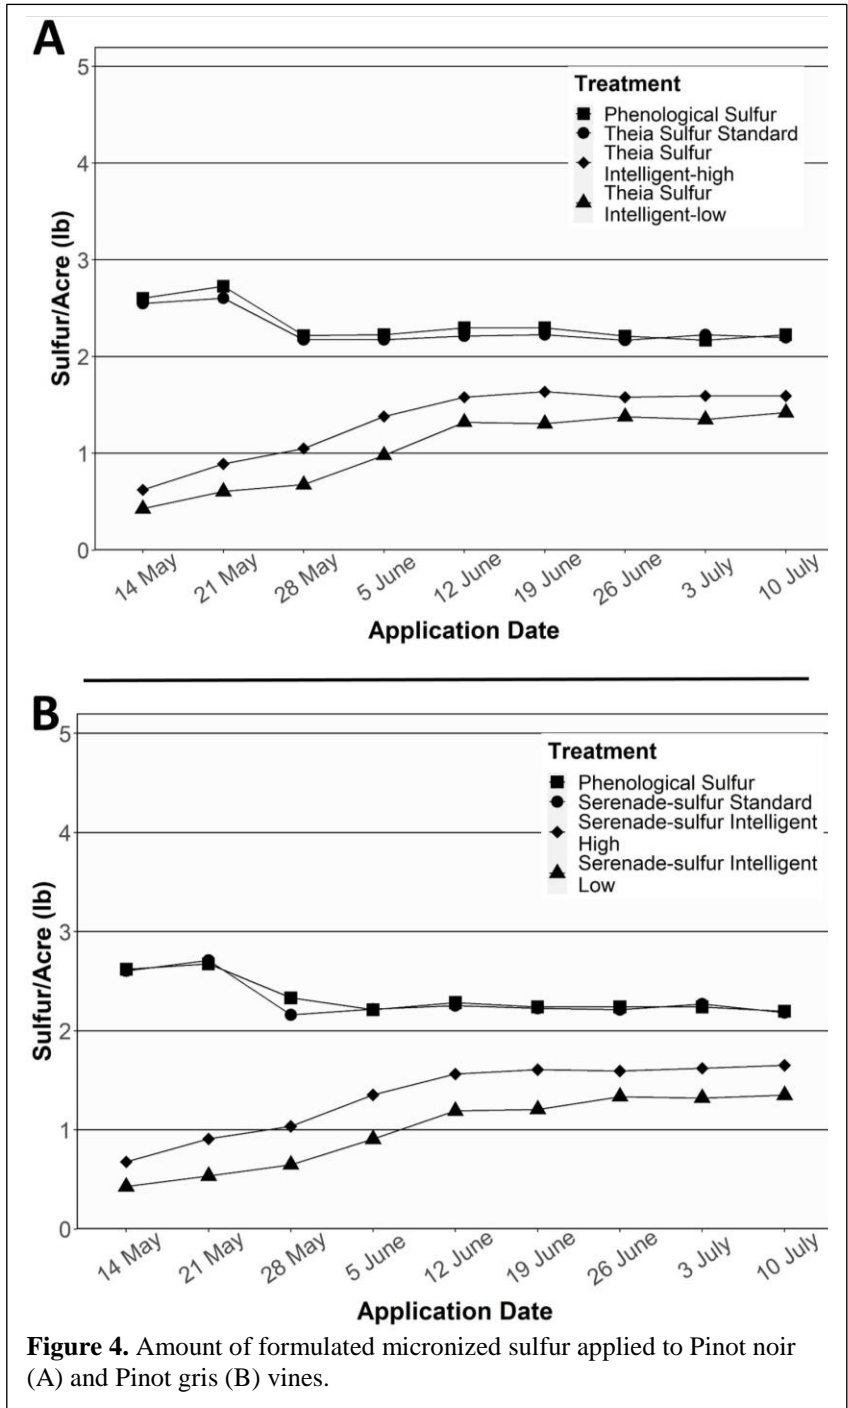 A
5
4
3
2
1
0
Sulfur/Acre (lb)
Treatment
Phenological Sulfur
Theia Sulfur Standard
Theia Sulfur
Intelligent-high
Theia Sulfur
Intelligent-low
14 May
21 May
28 May
5 June
12 June
19 June
26 June
3 July
10 July
Application Date
B
5
4
3
2
1
0
Sulfur/Acre (lb)
Treatment
Phenological Sulfur
Serenade-sulfur Standard
Serenade-sulfur Intelligent
High
Serenade-sulfur Intelligent
Low
14 May
21 May
28 May
5 June
12 June
19 June
26 June
3 July
10 July
Application Date
Figure 4. Amount of formulated micronized sulfur applied to Pinot noir
(A) and Pinot gris (B) vines.